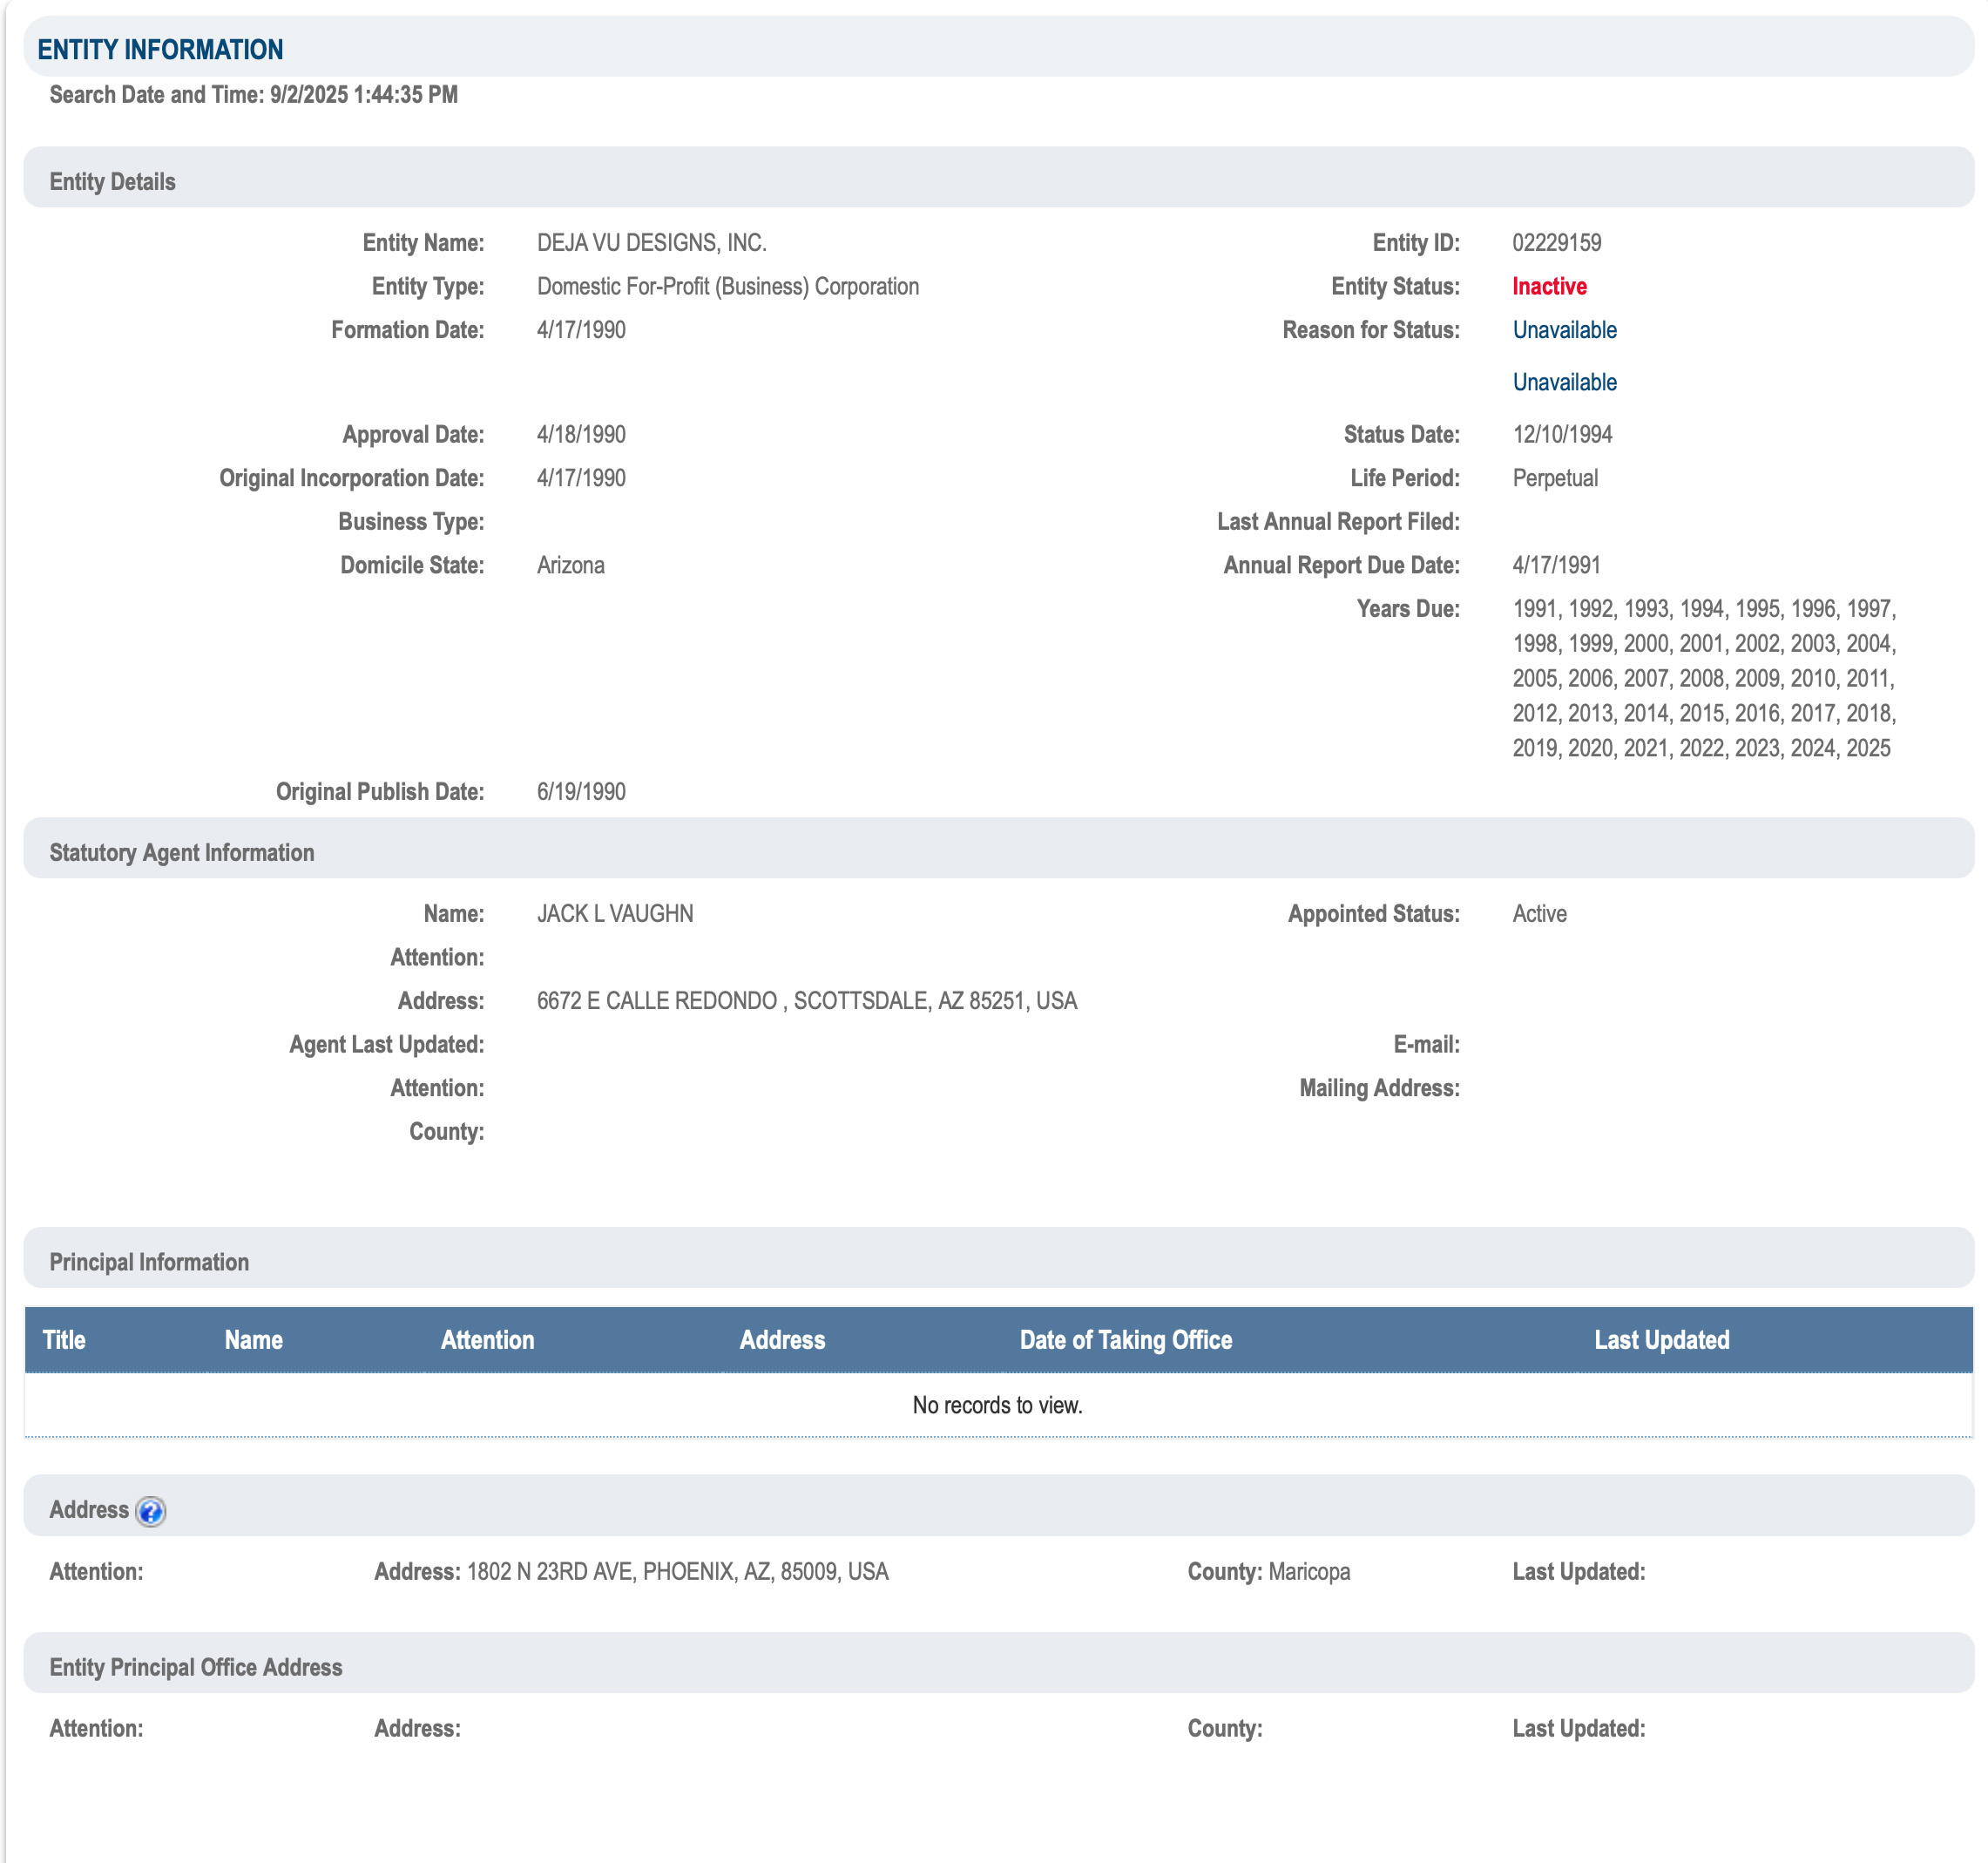 ENTITY INFORMATION
Search Date and Time: 9/2/2025 1:44:35 PM
Entity Details
Entity Name: DEJA VU DESIGNS, INC. Entity ID: 02229159
Entity Type: Domestic For-Profit (Business) Corporation Entity Status: Inactive
Formation Date: 4/17/1990 Reason for Status: Unavailable
Unavailable
Approval Date: 4/18/1990 Status Date: 12/10/1994
Original Incorporation Date: 4/17/1990 Life Period: Perpetual
Business Type: Last Annual Report Filed:
Domicile State: Arizona Annual Report Due Date: 4/17/1991
Years Due: 1991, 1992, 1993, 1994, 1995, 1996, 1997,
1998, 1999, 2000, 2001, 2002, 2003, 2004,
2005, 2006, 2007, 2008, 2009, 2010, 2011,
2012, 2013, 2014, 2015, 2016, 2017, 2018,
2019, 2020, 2021, 2022, 2023, 2024, 2025
Original Publish Date: 6/19/1990
Statutory Agent Information
Name: JACK L VAUGHN Appointed Status: Active
Attention:
Address: 6672 E CALLE REDONDO , SCOTTSDALE, AZ 85251, USA
Agent Last Updated: E-mail:
Attention: Mailing Address:
County:
Principal Information
Title Name Attention Address Date of Taking Office Last Updated
No records to view.
Address ?
Attention: Address: 1802 N 23RD AVE, PHOENIX, AZ, 85009, USA County: Maricopa Last Updated:
Entity Principal Office Address
Attention: Address: County: Last Updated: